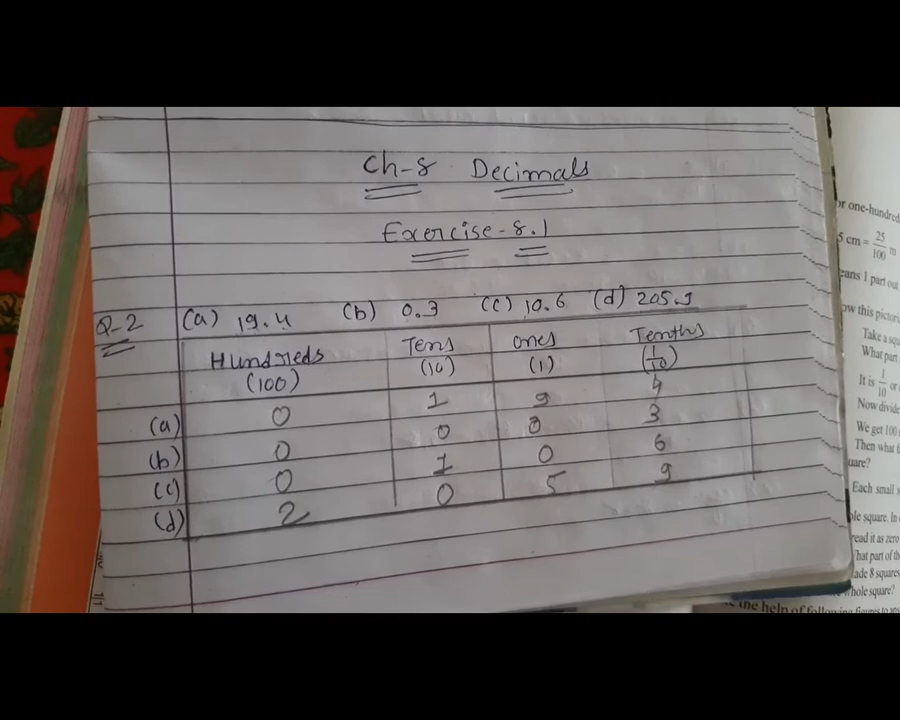 Ch-8 Decimals
Exercise-8.1
Q-2 (a) 19.4 (b) 0.3 (c) 10.6 (d) 205.9
Hundreds Tens Ones Tenths
(100) (10) (1) (1/10)
(a) 0 1 9 4
(b) 0 0 0 3
(c) 0 1 0 6
(d) 2 0 5 9
or one-hundred
5 cm = 25/100 m
eans 1 part out
ow this pictori
Take a squ
What part
It is 1/10 or
Now divide
We get 100
Then what f
uare?
Each small s
ole square. In
read it as zero
What part of th
ade 8 squares
whole square?
the help of following figures to